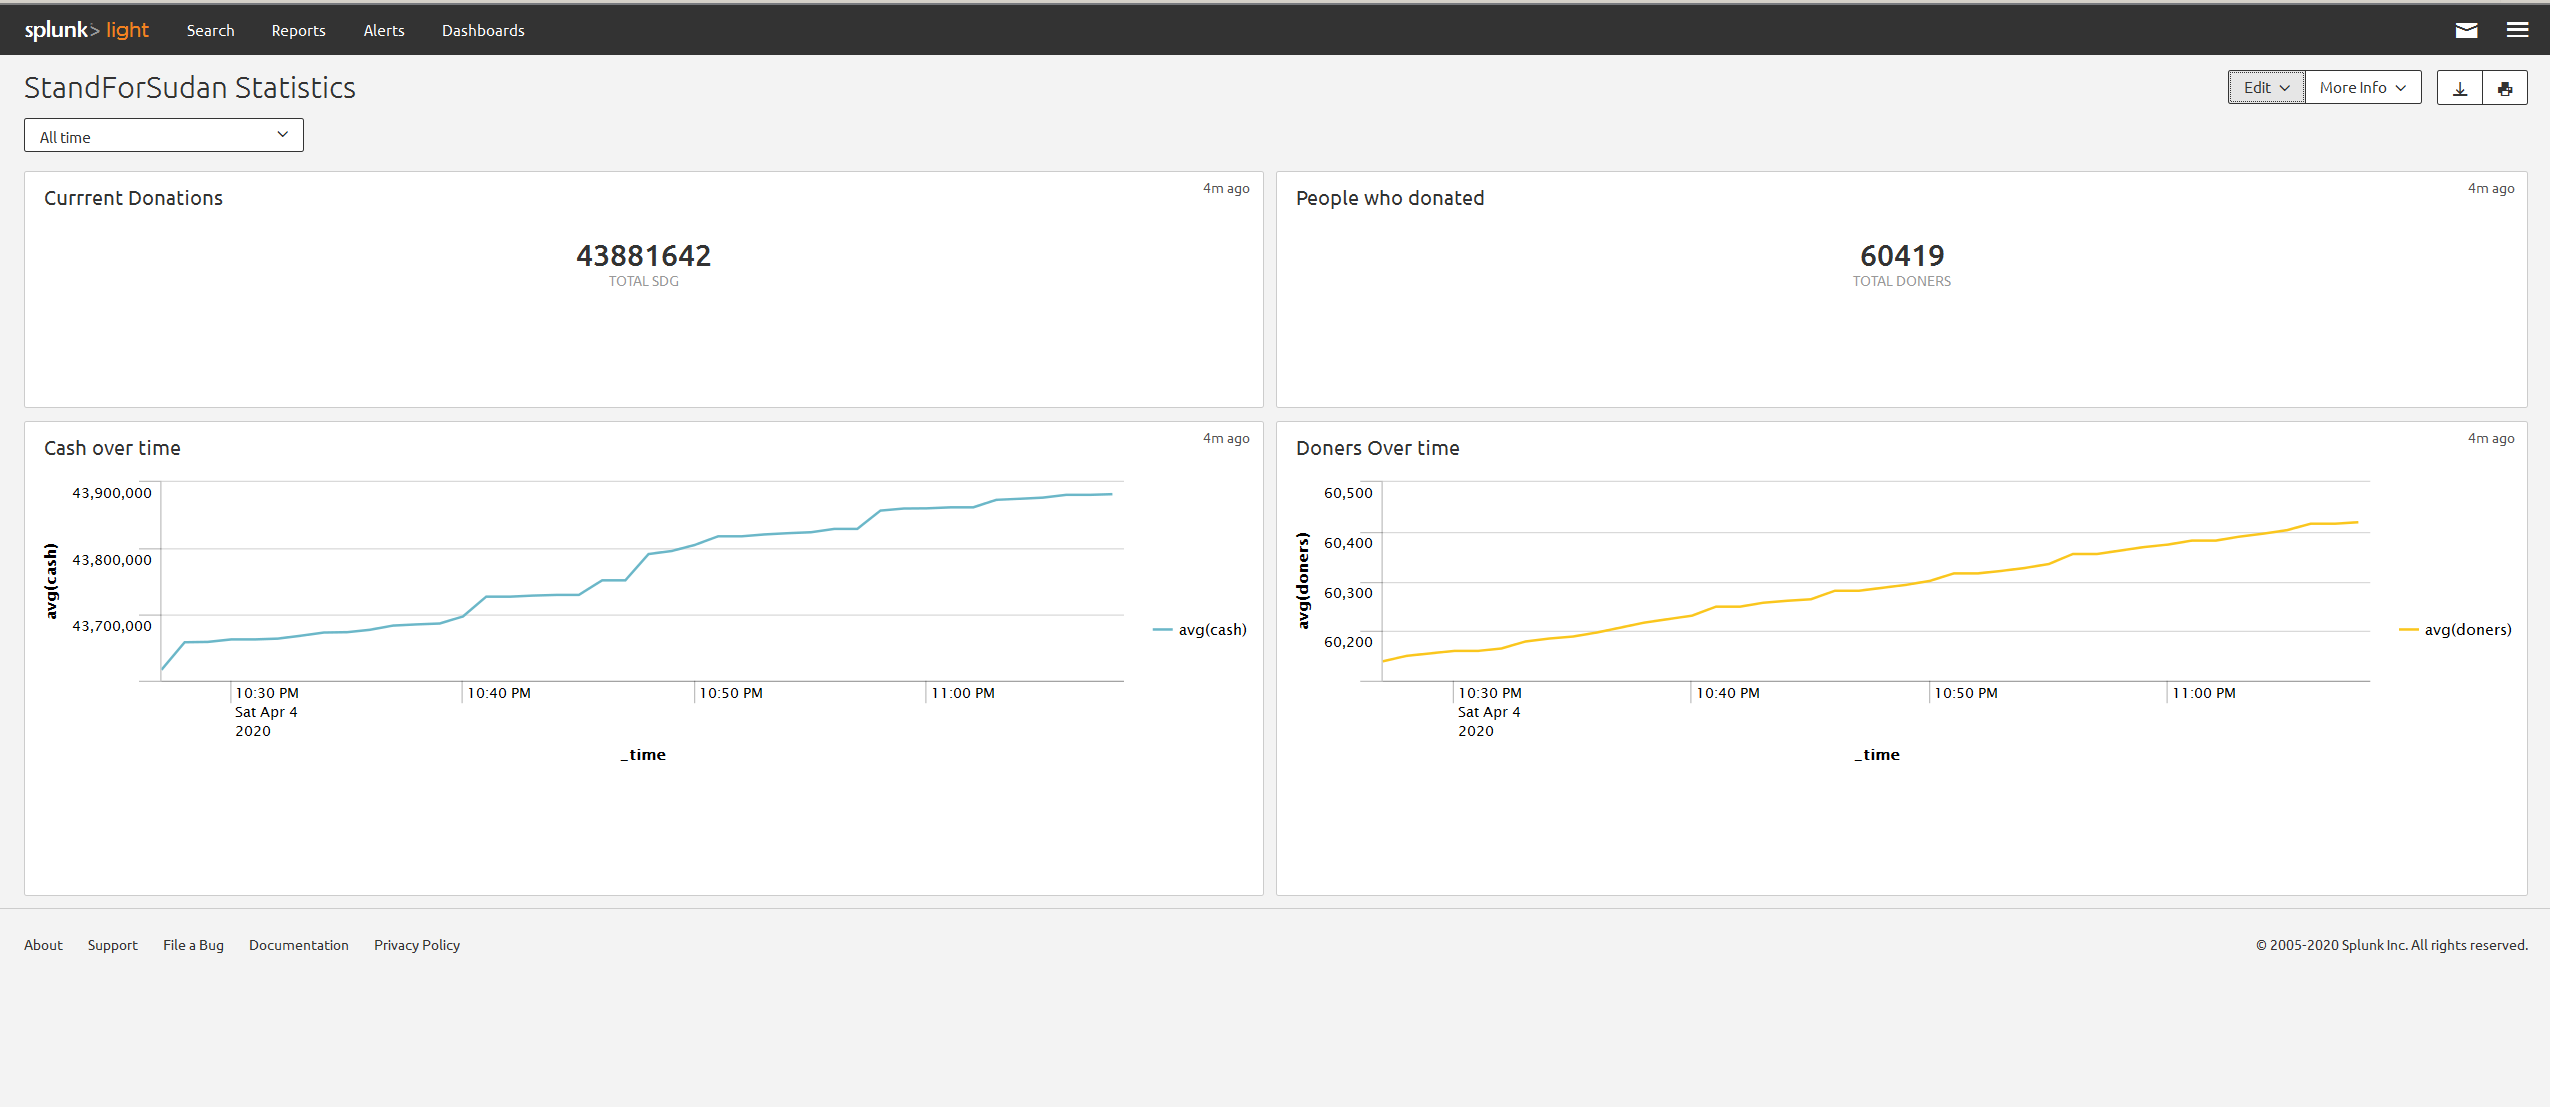 splunk> light Search Reports Alerts Dashboards
StandForSudan Statistics
Edit More Info
All time
Currrent Donations
4m ago
43881642
TOTAL SDG
People who donated
4m ago
60419
TOTAL DONERS
Cash over time
4m ago
43,900,000
43,800,000
43,700,000
avg(cash)
avg(cash)
10:30 PM 10:40 PM 10:50 PM 11:00 PM
Sat Apr 4
2020
_time
Doners Over time
4m ago
60,500
60,400
60,300
60,200
avg(doners)
avg(doners)
10:30 PM 10:40 PM 10:50 PM 11:00 PM
Sat Apr 4
2020
_time
About Support File a Bug Documentation Privacy Policy
© 2005-2020 Splunk Inc. All rights reserved.